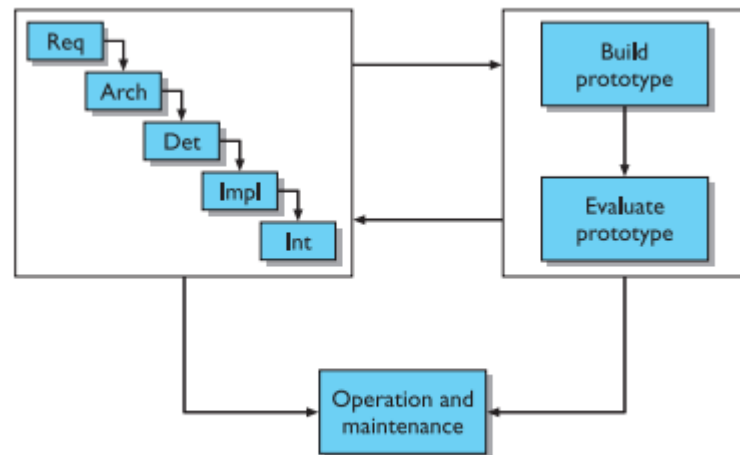 Req
Arch
Det
Impl
Int
Build
prototype
Evaluate
prototype
Operation and
maintenance